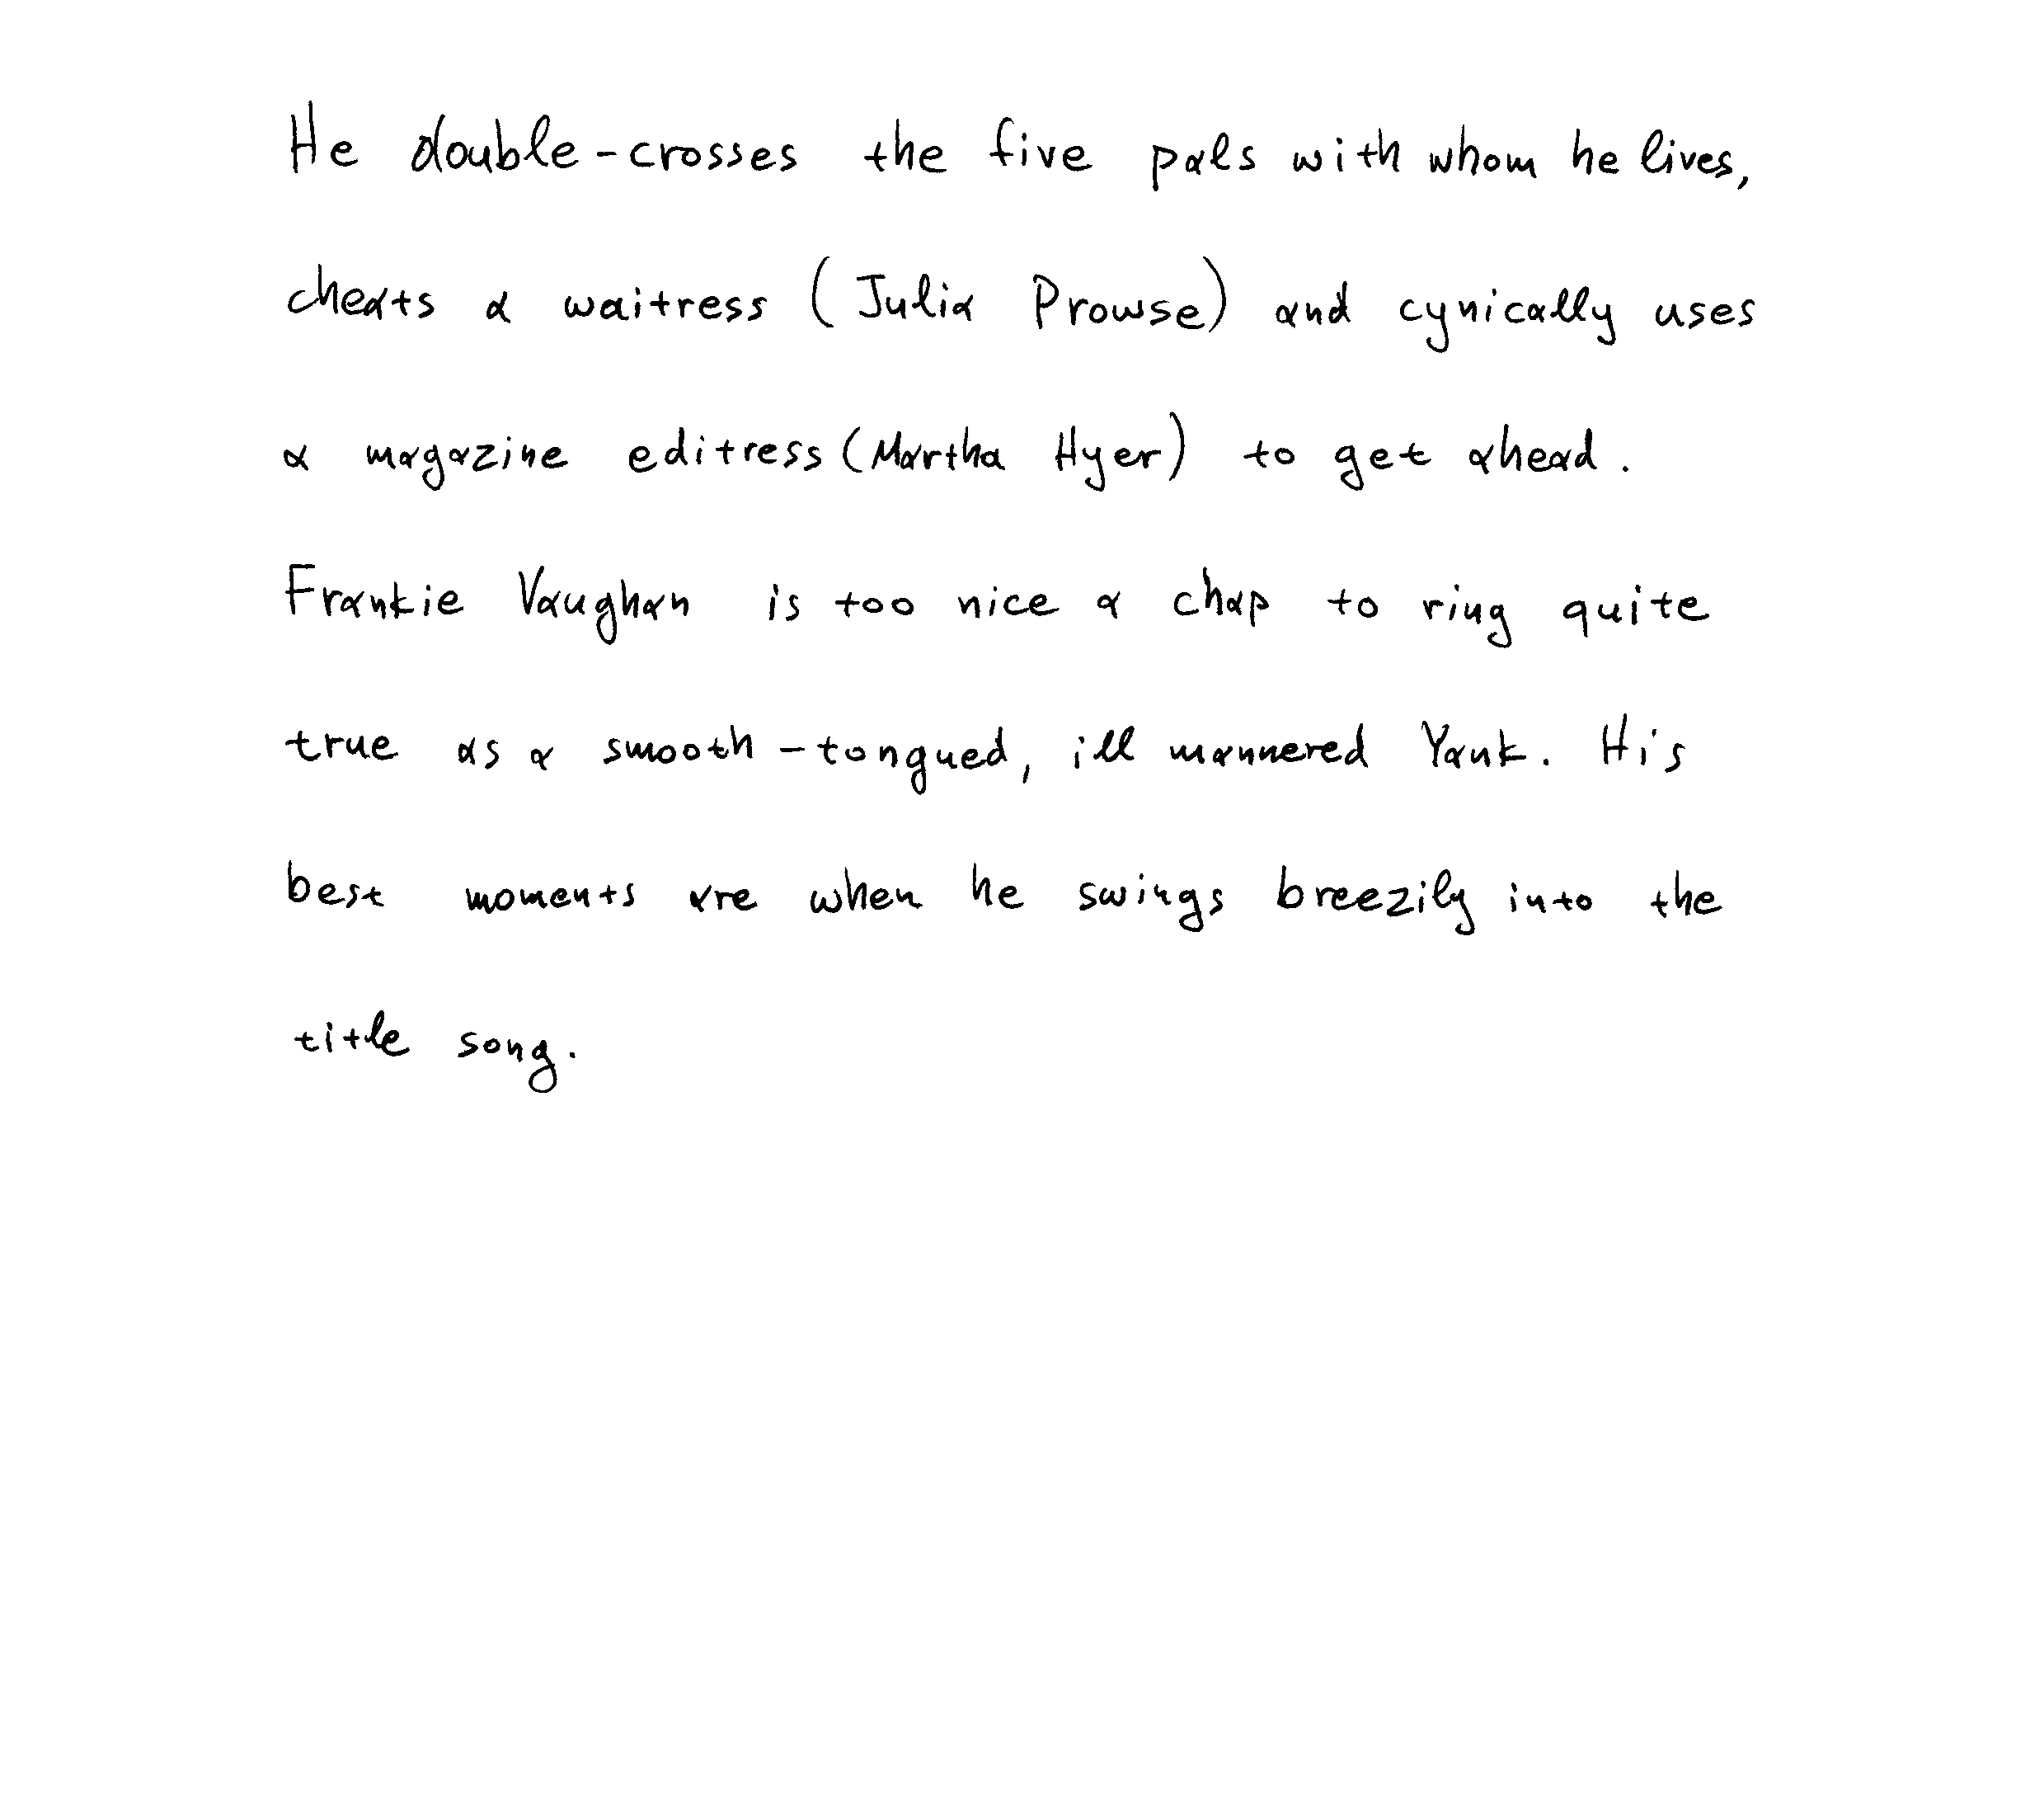 He double-crosses the five pals with whom he lives,
cheats a waitress (Julia Prowse) and cynically uses
a magazine editress (Martha Hyer) to get ahead.
Frankie Vaughan is too nice a chap to ring quite
true as a smooth-tongued, ill mannered Yank. His
best moments are when he swings breezily into the
title song.